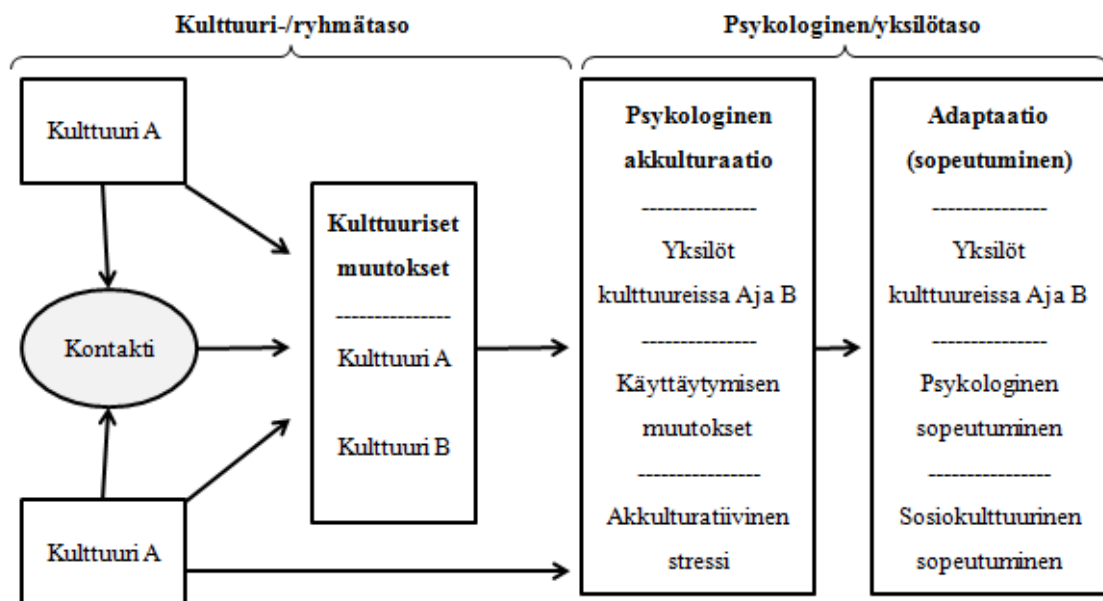 Kulttuuri-/ryhmätaso
Psykologinen/yksilötaso
Kulttuuri A
Kontakti
Kulttuuri A
Kulttuuriset
muutokset
---------------
Kulttuuri A
Kulttuuri B
Psykologinen
akkulturaatio
---------------
Yksilöt
kulttuureissa A ja B
---------------
Käyttäytymisen
muutokset
----------------
Akkulturatiivinen
stressi
Adaptaatio
(sopeutuminen)
---------------
Yksilöt
kulttuureissa A ja B
---------------
Psykologinen
sopeutuminen
----------------
Sosiokulttuurinen
sopeutuminen